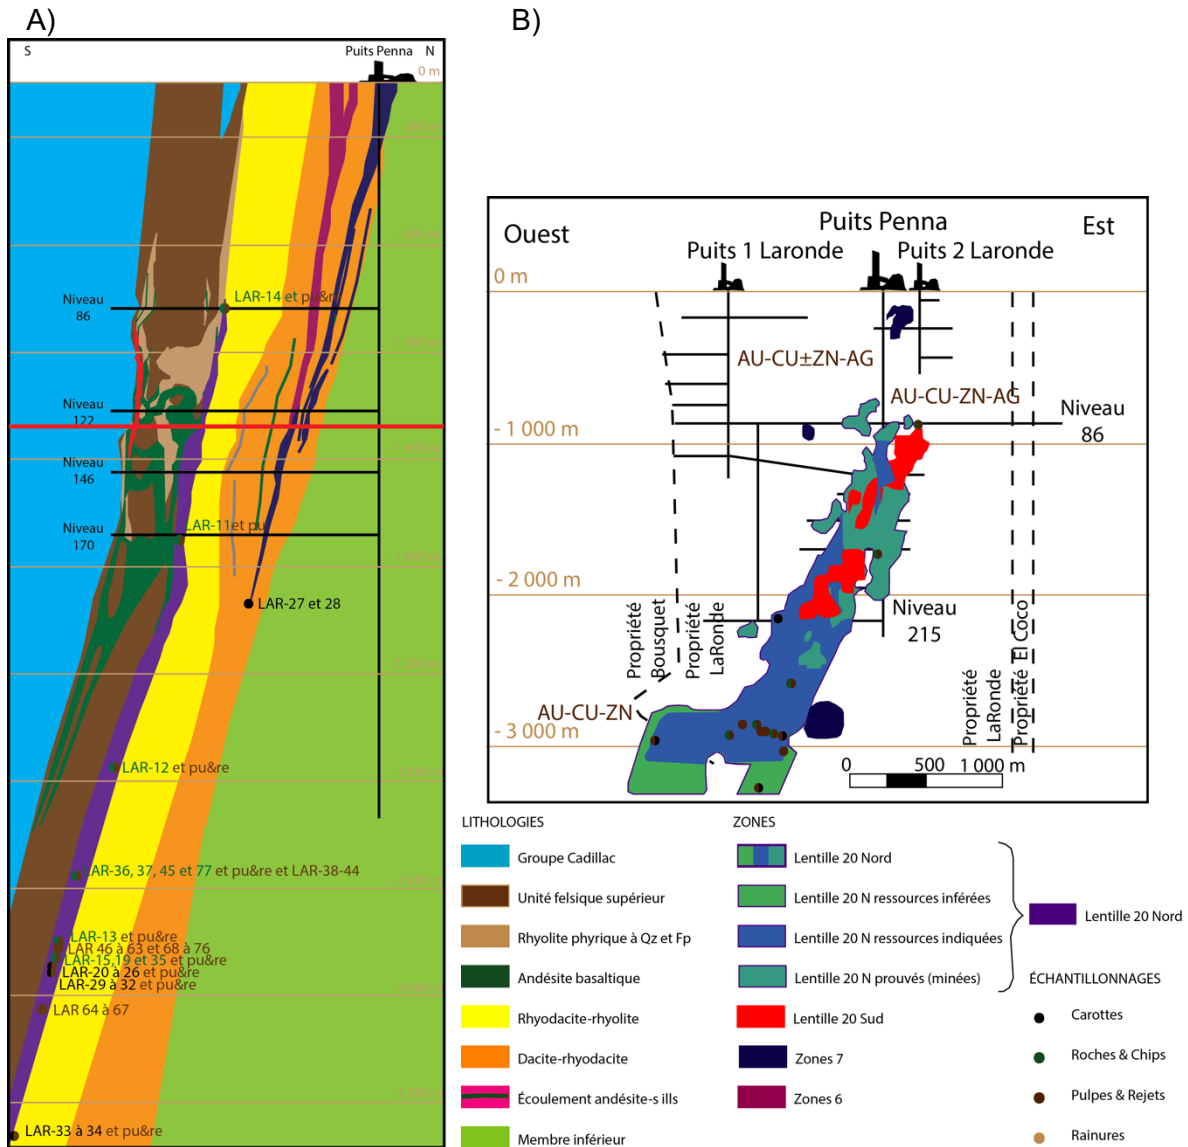 A)
B)
S
Puits Penna N
0 m
LAR-14 et pu&re
Niveau
86
Niveau
122
Niveau
146
LAR-11et pu
Niveau
170
LAR-27 et 28
LAR-12 et pu&re
LAR-36, 37, 45 et 77 et pu&re et LAR-38-44
LAR-13 et pu&re
LAR 46 à 63 et 68 à 76
LAR-15,19 et 35 et pu&re
LAR-20 à 26 et pu&re
LAR-29 à 32 et pu&re
LAR 64 à 67
LAR-33 à 34 et pu&re
Ouest
Puits Penna
Est
Puits 1 Laronde
Puits 2 Laronde
0 m
AU-CU±ZN-AG
AU-CU-ZN-AG
Niveau
86
- 1 000 m
- 2 000 m
Niveau
215
Propriété
Bousquet
Propriété
LaRonde
AU-CU-ZN
- 3 000 m
Propriété
LaRonde
Propriété El Coco
0 500 1 000 m
LITHOLOGIES
Groupe Cadillac
Unité felsique supérieur
Rhyolite phyrique à Qz et Fp
Andésite basaltique
Rhyodacite-rhyolite
Dacite-rhyodacite
Écoulement andésite-s ills
Membre inférieur
ZONES
Lentille 20 Nord
Lentille 20 N ressources inférées
Lentille 20 N ressources indiquées
Lentille 20 N prouvés (minées)
Lentille 20 Sud
Zones 7
Zones 6
Lentille 20 Nord
ÉCHANTILLONNAGES
Carottes
Roches & Chips
Pulpes & Rejets
Rainures